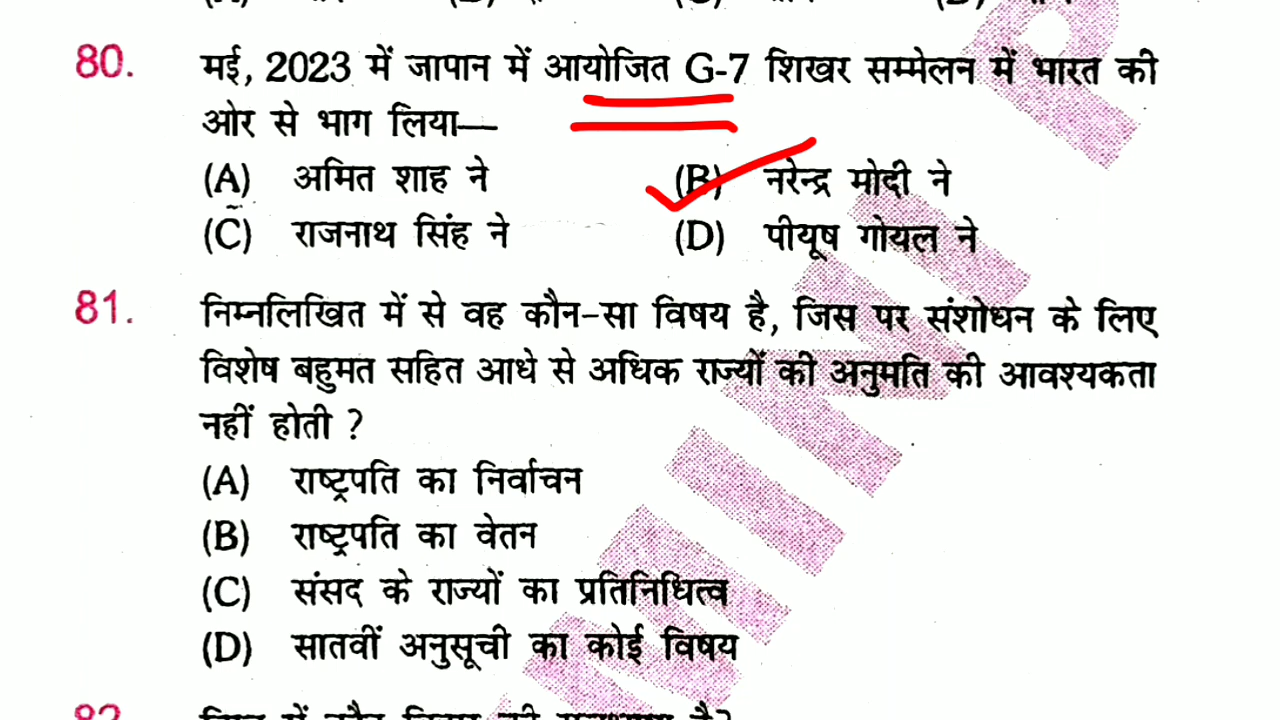 80. मई, 2023 में जापान में आयोजित G-7 शिखर सम्मेलन में भारत की
ओर से भाग लिया—
(A) अमित शाह ने (B) नरेन्द्र मोदी ने
(C) राजनाथ सिंह ने (D) पीयूष गोयल ने
81. निम्नलिखित में से वह कौन-सा विषय है, जिस पर संशोधन के लिए
विशेष बहुमत सहित आधे से अधिक राज्यों की अनुमति की आवश्यकता
नहीं होती ?
(A) राष्ट्रपति का निर्वाचन
(B) राष्ट्रपति का वेतन
(C) संसद के राज्यों का प्रतिनिधित्व
(D) सातवीं अनुसूची का कोई विषय
82.